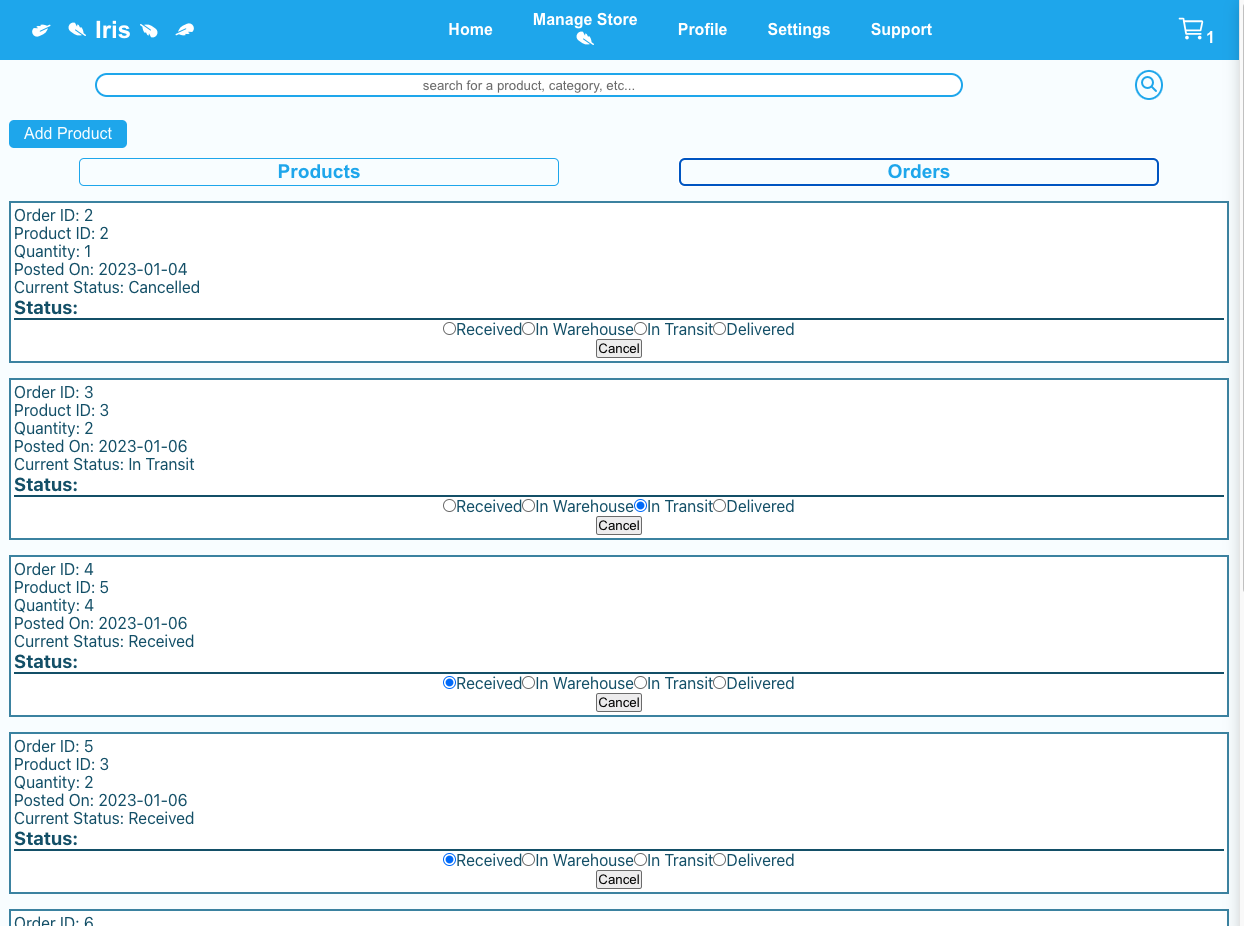 Iris
Home
Manage Store
Profile
Settings
Support
1
search for a product, category, etc...
Add Product
Products
Orders
Order ID: 2
Product ID: 2
Quantity: 1
Posted On: 2023-01-04
Current Status: Cancelled
Status:
Received In Warehouse In Transit Delivered
Cancel
Order ID: 3
Product ID: 3
Quantity: 2
Posted On: 2023-01-06
Current Status: In Transit
Status:
Received In Warehouse In Transit Delivered
Cancel
Order ID: 4
Product ID: 5
Quantity: 4
Posted On: 2023-01-06
Current Status: Received
Status:
Received In Warehouse In Transit Delivered
Cancel
Order ID: 5
Product ID: 3
Quantity: 2
Posted On: 2023-01-06
Current Status: Received
Status:
Received In Warehouse In Transit Delivered
Cancel
Order ID: 6